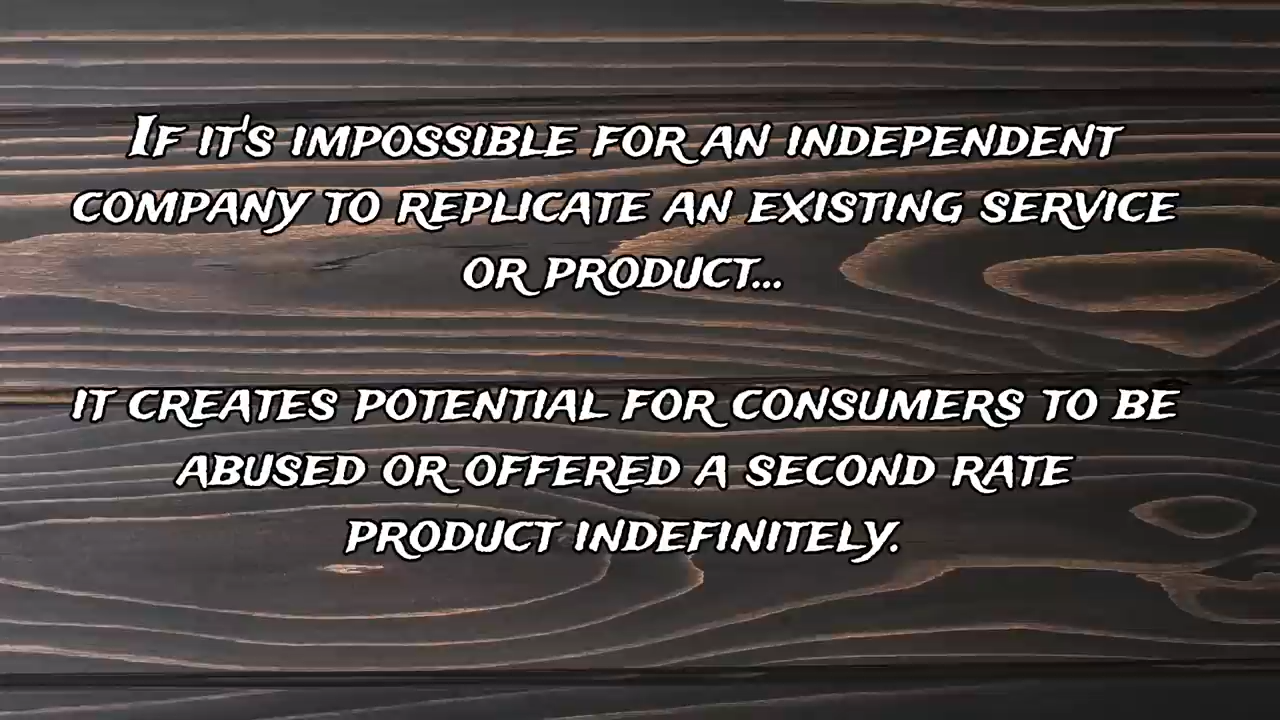 If it's impossible for an independent
company to replicate an existing service
or product...
it creates potential for consumers to be
abused or offered a second rate
product indefinitely.